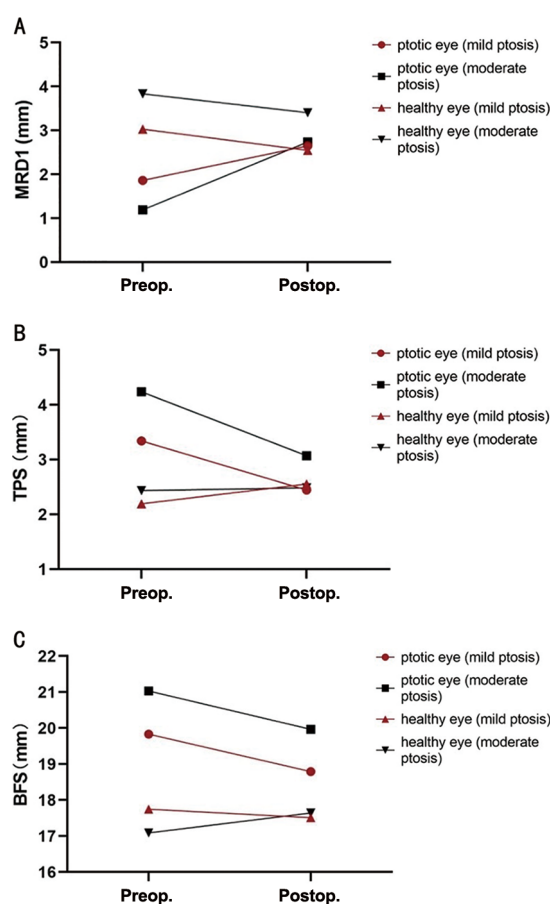 A
5
4
3
2
1
0
MRD1 (mm)
Preop.
Postop.
ptotic eye (mild ptosis)
ptotic eye (moderate
ptosis)
healthy eye (mild ptosis)
healthy eye (moderate
ptosis)
B
5
4
3
2
1
TPS (mm)
Preop.
Postop.
ptotic eye (mild ptosis)
ptotic eye (moderate
ptosis)
healthy eye (mild ptosis)
healthy eye (moderate
ptosis)
C
22
21
20
19
18
17
16
BFS (mm)
Preop.
Postop.
ptotic eye (mild ptosis)
ptotic eye (moderate
ptosis)
healthy eye (mild ptosis)
healthy eye (moderate
ptosis)